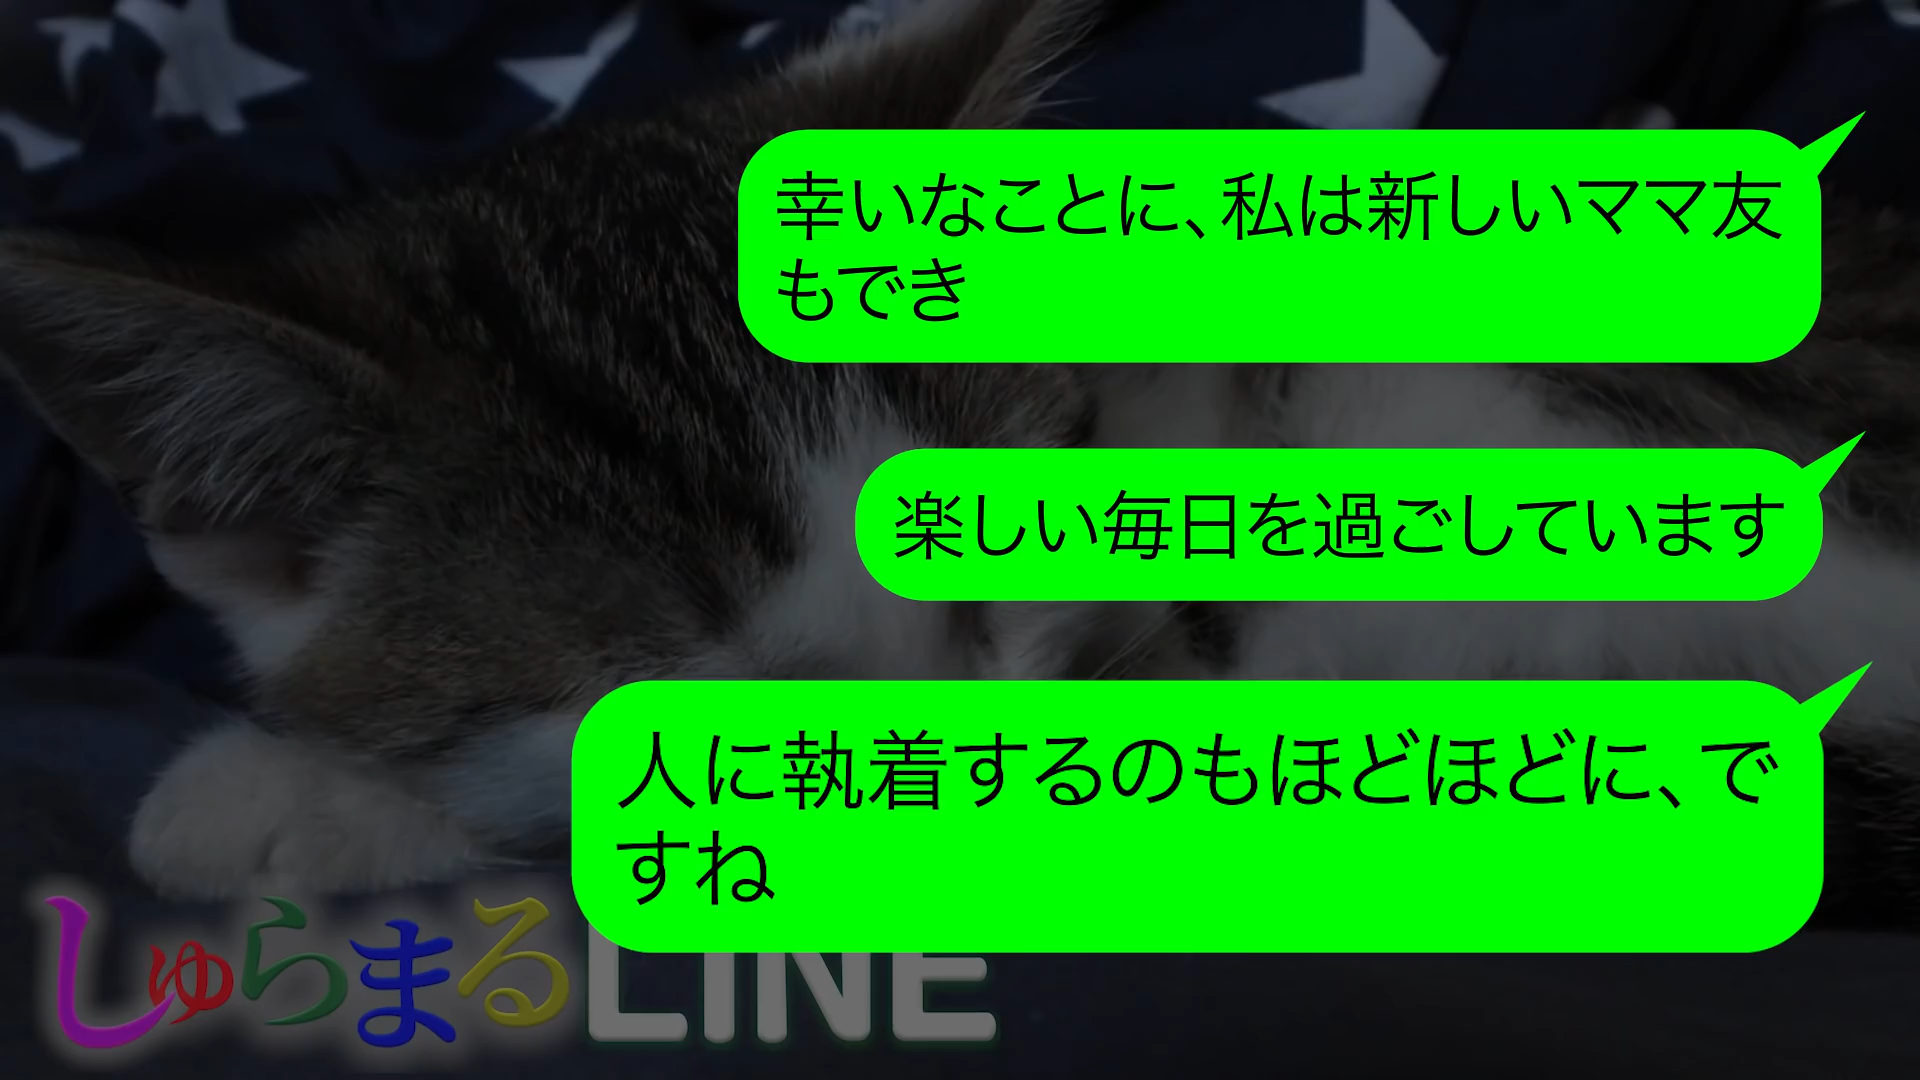 幸いなことに、私は新しいママ友
もでき
楽しい毎日を過ごしています
人に執着するのもほどほどに、で
すね
しゅらまるLINE